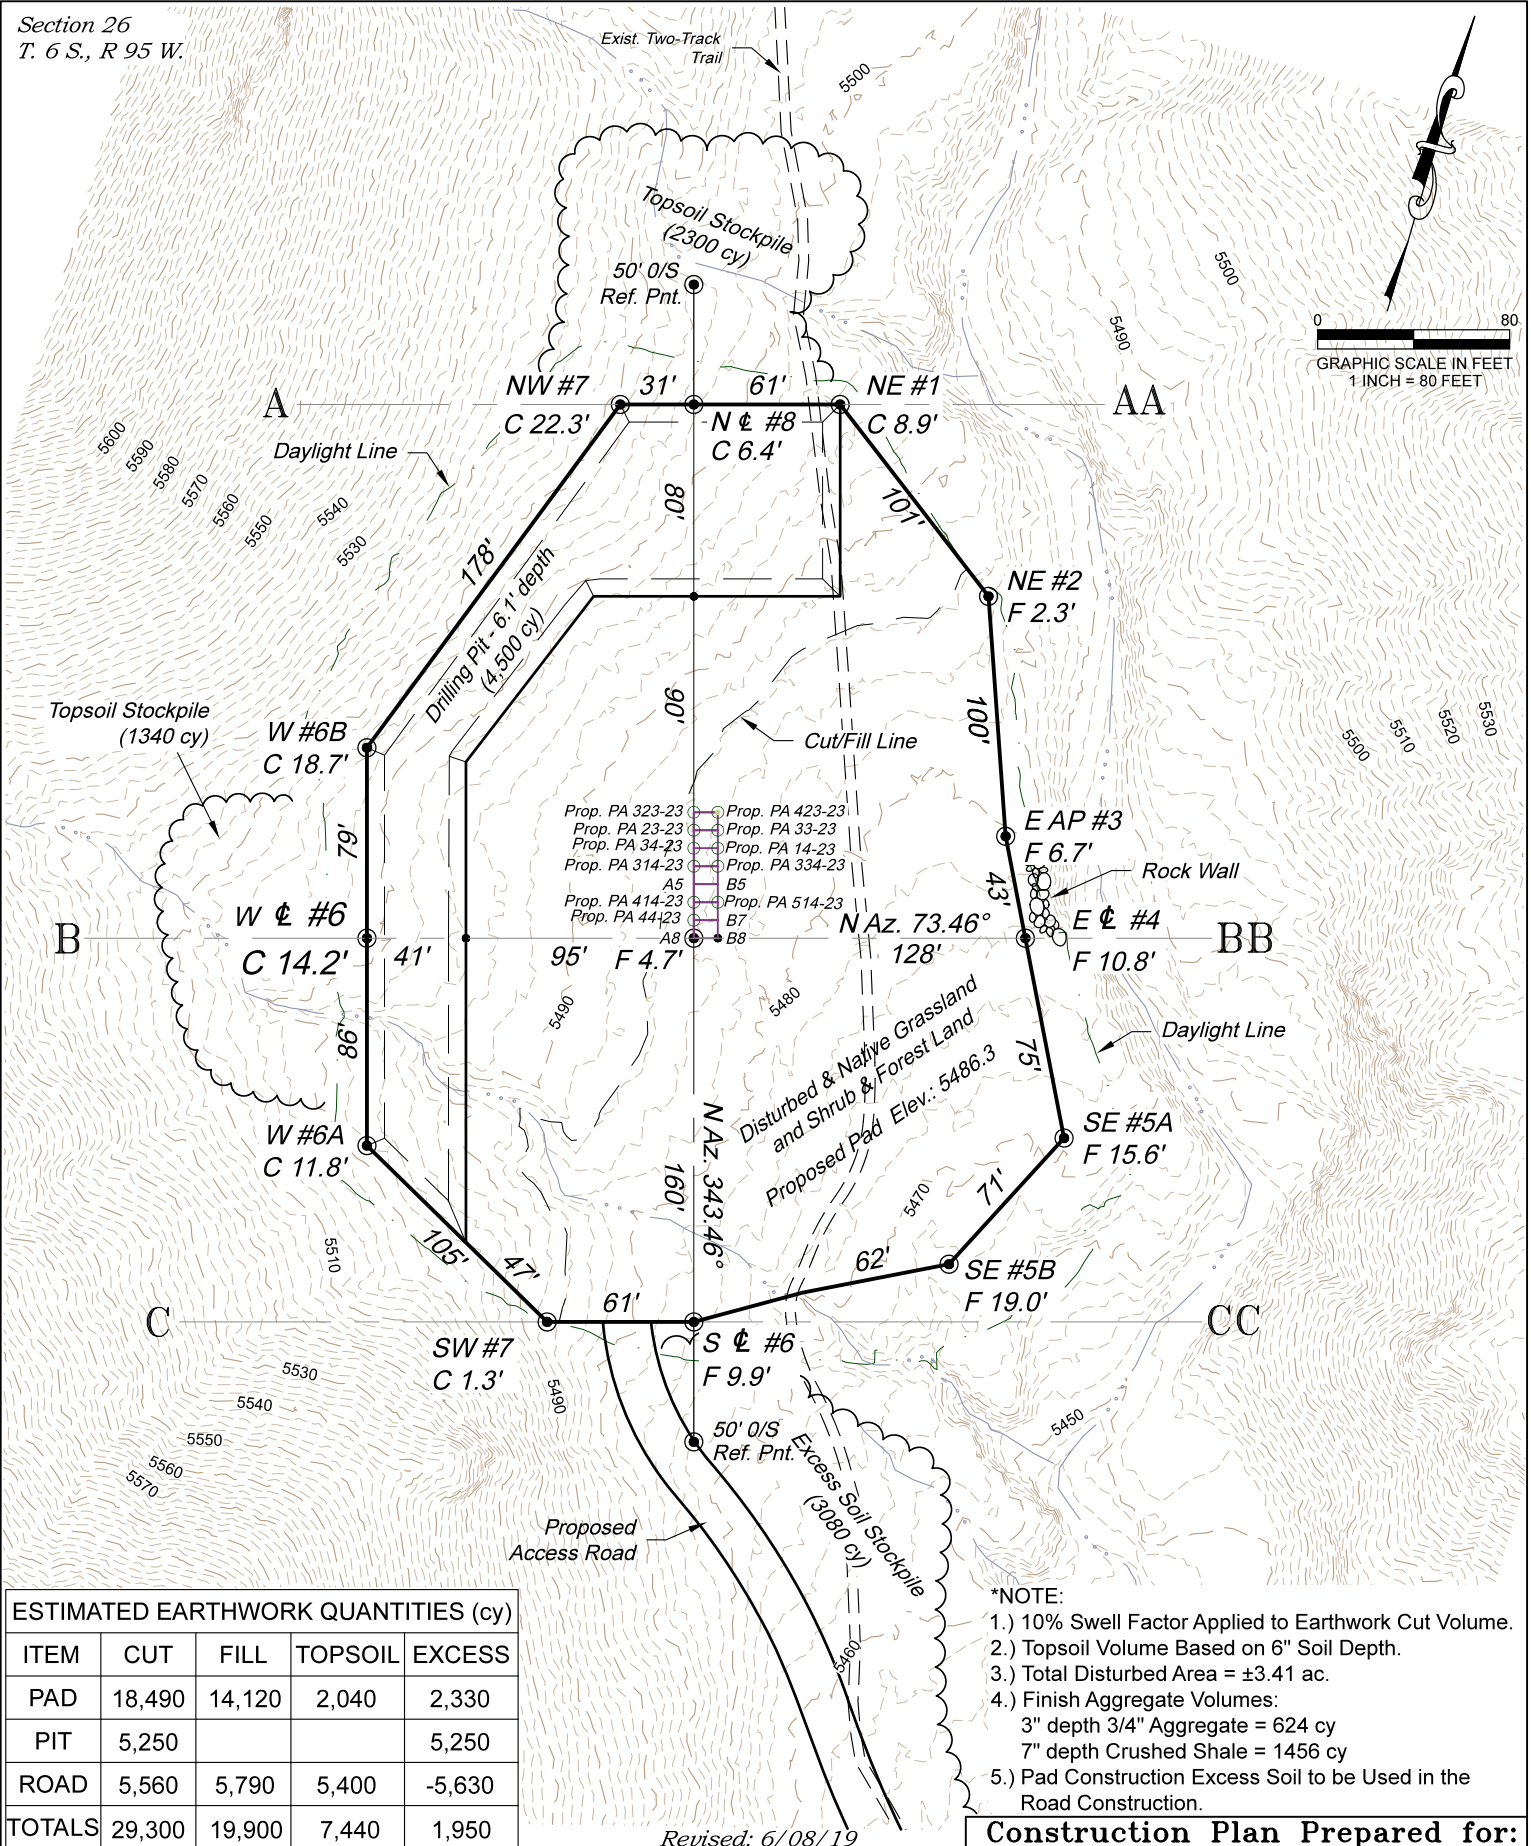 Section 26
T. 6 S., R 95 W.
Exist. Two-Track
Trail
5500
Topsoil Stockpile
(2300 cy)
50' 0/S
Ref. Pnt.
5500
5490
0 80
GRAPHIC SCALE IN FEET
1 INCH = 80 FEET
NW #7
C 22.3'
31'
61'
NE #1
C 8.9'
A
AA
N ℄ #8
C 6.4'
Daylight Line
5600
5590
5580
5570
5560
5550
5540
5530
80'
101'
178'
Drilling Pit - 6.1' depth
(4,500 cy)
NE #2
F 2.3'
90'
100'
Cut/Fill Line
Topsoil Stockpile
(1340 cy)
W #6B
C 18.7'
5500
5510
5520
5530
79'
Prop. PA 323-23
Prop. PA 423-23
Prop. PA 23-23
Prop. PA 33-23
Prop. PA 34-23
Prop. PA 14-23
Prop. PA 314-23
Prop. PA 334-23
A5
B5
Prop. PA 414-23
Prop. PA 514-23
Prop. PA 44-23
B7
A8
B8
E AP #3
F 6.7'
Rock Wall
43'
W ℄ #6
C 14.2'
E ℄ #4
F 10.8'
B
BB
41'
95'
F 4.7'
N Az. 73.46°
128'
5490
5480
86'
Disturbed & Native Grassland
and Shrub & Forest Land
Proposed Pad Elev.: 5486.3
Daylight Line
75'
W #6A
C 11.8'
SE #5A
F 15.6'
160'
N Az. 343.46°
71'
5470
5510
105'
47'
62'
SE #5B
F 19.0'
61'
C
CC
SW #7
C 1.3'
S ℄ #6
F 9.9'
5530
5540
5550
5560
5570
5490
50' 0/S
Ref. Pnt.
5450
Excess Soil Stockpile
(3080 cy)
Proposed
Access Road
5460
ESTIMATED EARTHWORK QUANTITIES (cy)
ITEM CUT FILL TOPSOIL EXCESS
PAD 18,490 14,120 2,040 2,330
PIT 5,250 5,250
ROAD 5,560 5,790 5,400 -5,630
TOTALS 29,300 19,900 7,440 1,950
*NOTE:
1.) 10% Swell Factor Applied to Earthwork Cut Volume.
2.) Topsoil Volume Based on 6" Soil Depth.
3.) Total Disturbed Area = ±3.41 ac.
4.) Finish Aggregate Volumes:
3" depth 3/4" Aggregate = 624 cy
7" depth Crushed Shale = 1456 cy
5.) Pad Construction Excess Soil to be Used in the
Road Construction.
Revised: 6/08/19
Construction Plan Prepared for: